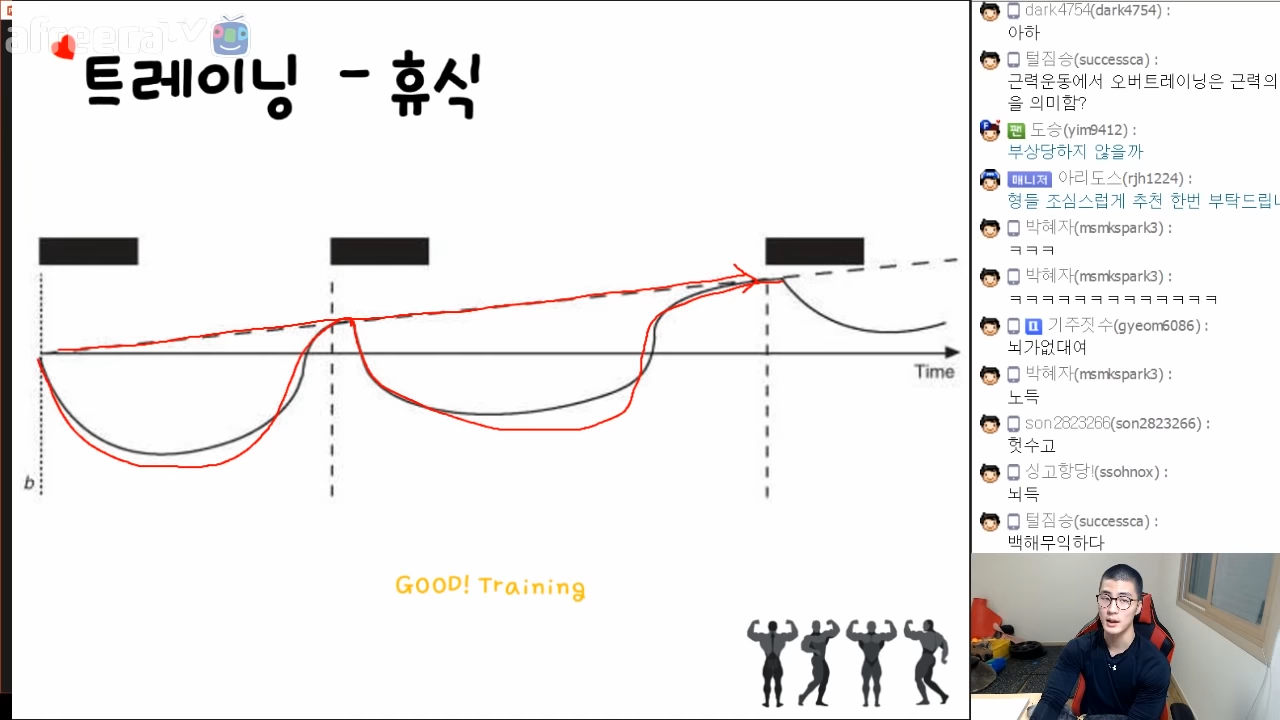 afreecaTV
트레이닝 - 휴식
Time
b
GOOD! Training
dark4754(dark4754) :
아하
털짐승(successca) :
근력운동에서 오버트레이닝은 근력의
을 의미함?
팬 도승(yim9412) :
부상당하지 않을까
매니저 아리도스(rjh1224) :
형들 조심스럽게 추천 한번 부탁드립니
박혜자(msmkspark3) :
ㅋㅋㅋ
박혜자(msmkspark3) :
ㅋㅋㅋㅋㅋㅋㅋㅋㅋㅋㅋㅋㅋ
기주짓수(gyeom6086) :
뇌가없대여
박혜자(msmkspark3) :
노득
son2823266(son2823266) :
헛수고
싱고항당!(ssohnox) :
뇌득
털짐승(successca) :
백해무익하다